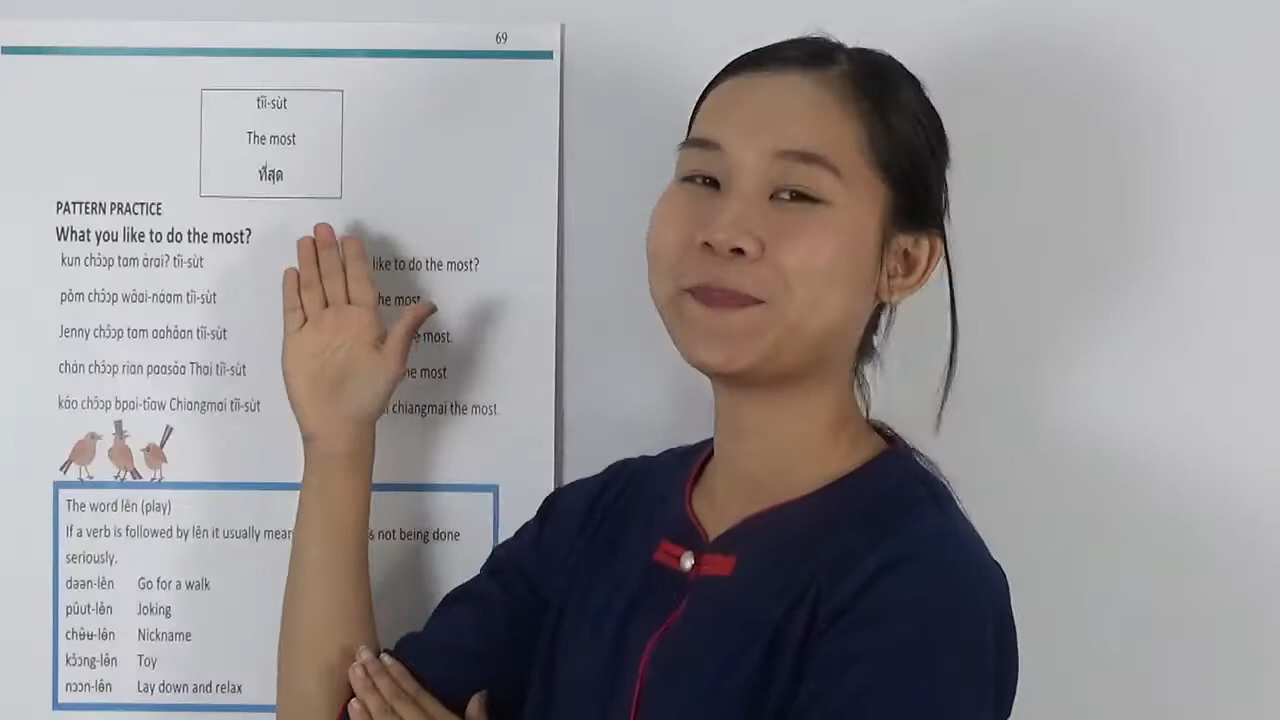 69
tîi-sùt
The most
ที่สุด
PATTERN PRACTICE
What you like to do the most?
kun chɔ̂ɔp tam àrai? tîi-sùt
like to do the most?
pǒm chɔ̂ɔp wâai-náam tîi-sùt
the most
Jenny chɔ̂ɔp tam aahǎan tîi-sùt
most.
chán chɔ̂ɔp rian paasǎa Thai tîi-sùt
the most
káo chɔ̂ɔp bpai-tîaw Chiangmai tîi-sùt
chiangmai the most.
The word lên (play)
If a verb is followed by lên it usually mean not being done
seriously.
dəən-lên Go for a walk
pûut-lên Joking
chʉ̂ʉ-lên Nickname
kɔ̌ɔng-lên Toy
nɔɔn-lên Lay down and relax